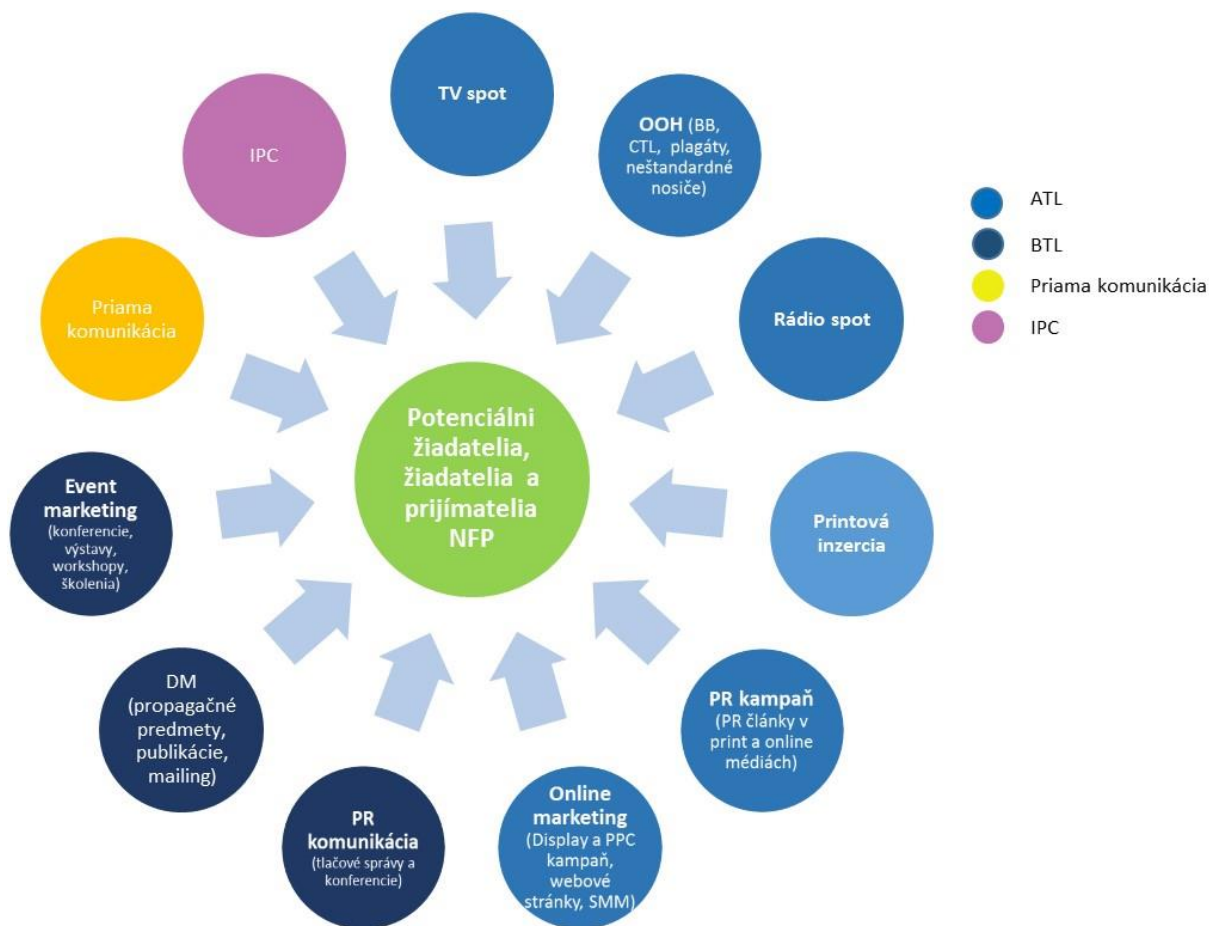 TV spot
OOH (BB,
CTL, plagáty,
neštandardné
nosiče)
Rádio spot
Printová
inzercia
PR kampaň
(PR články v
print a online
médiách)
Online
marketing
(Display a PPC
kampaň,
webové
stránky, SMM)
PR
komunikácia
(tlačové správy a
konferencie)
DM
(propagačné
predmety,
publikácie,
mailing)
Event
marketing
(konferencie,
výstavy,
workshopy,
školenia)
Priama
komunikácia
IPC
Potenciálni
žiadatelia,
žiadatelia a
prijímatelia
NFP
ATL
BTL
Priama komunikácia
IPC